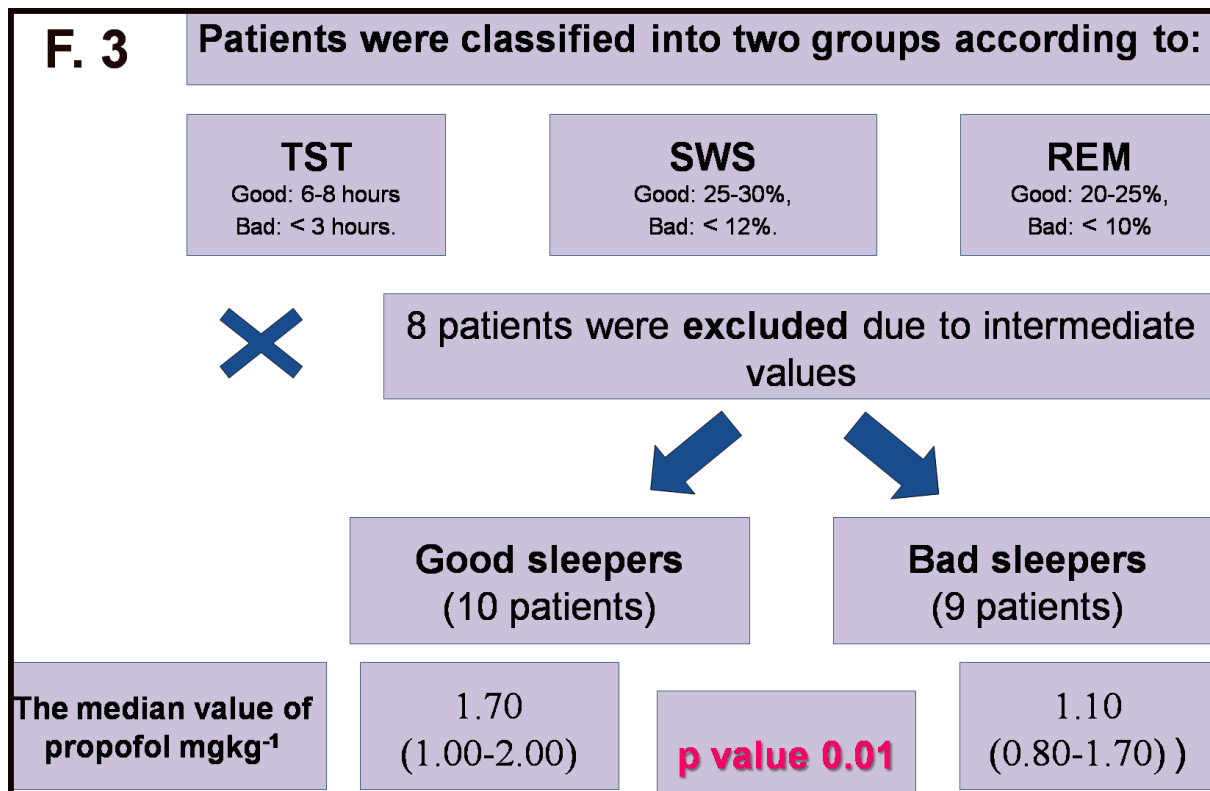 F. 3
Patients were classified into two groups according to:
TST
Good: 6-8 hours
Bad: < 3 hours.
SWS
Good: 25-30%,
Bad: < 12%.
REM
Good: 20-25%,
Bad: < 10%
8 patients were excluded due to intermediate
values
Good sleepers
(10 patients)
Bad sleepers
(9 patients)
The median value of
propofol mgkg⁻¹
1.70
(1.00-2.00)
p value 0.01
1.10
(0.80-1.70) )